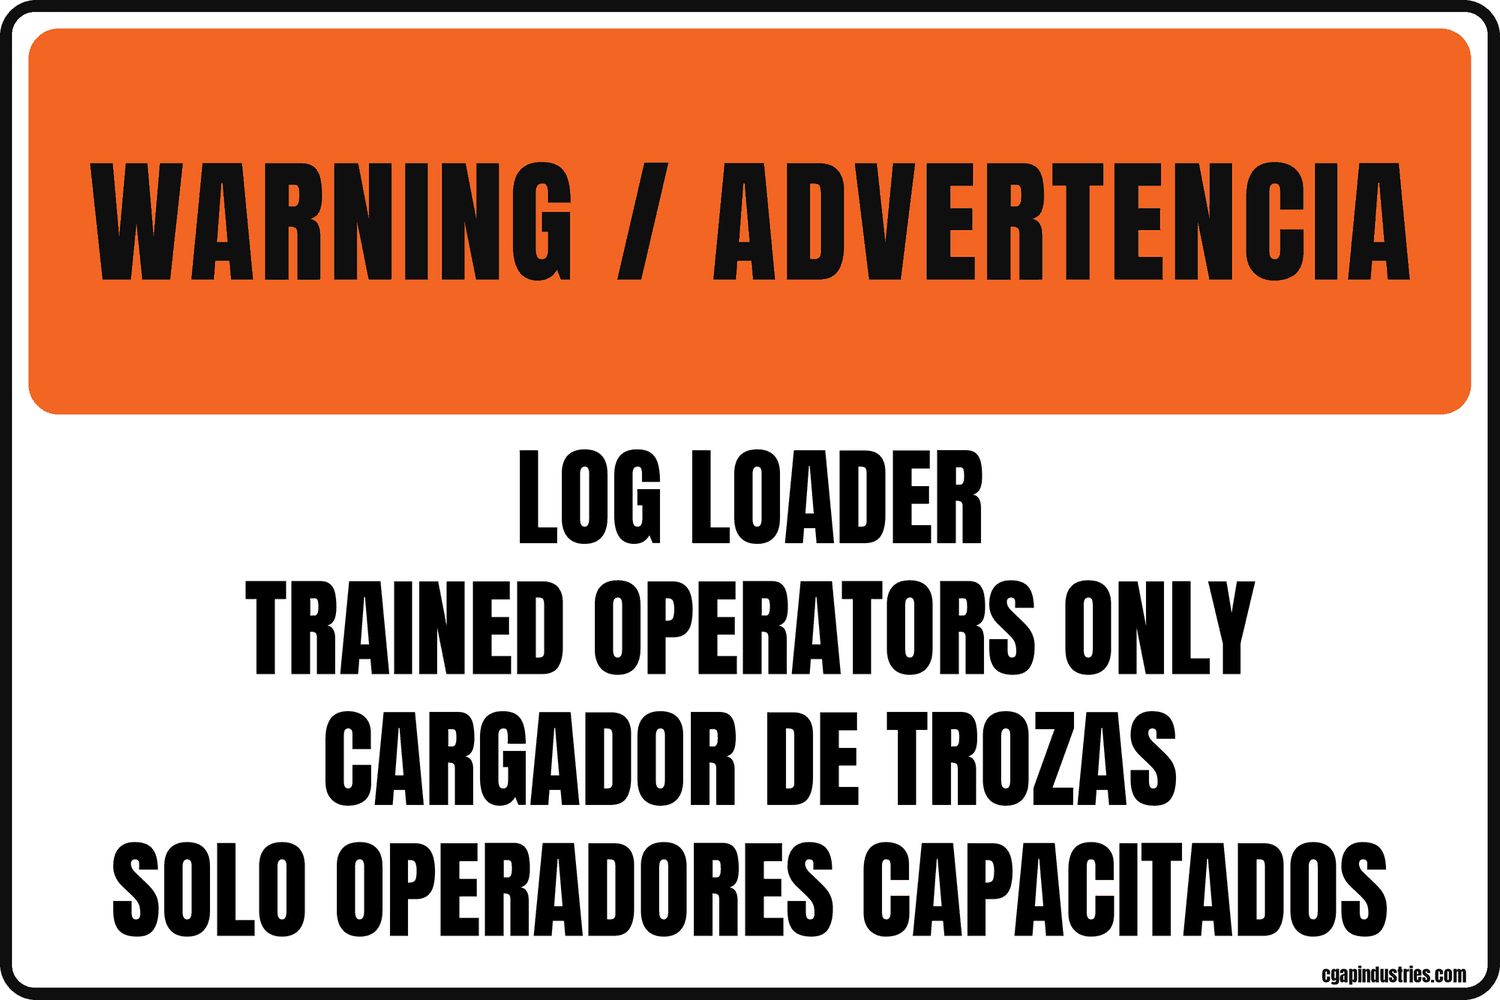 WARNING / ADVERTENCIA
LOG LOADER
TRAINED OPERATORS ONLY
CARGADOR DE TROZAS
SOLO OPERADORES CAPACITADOS
cgapindustries.com